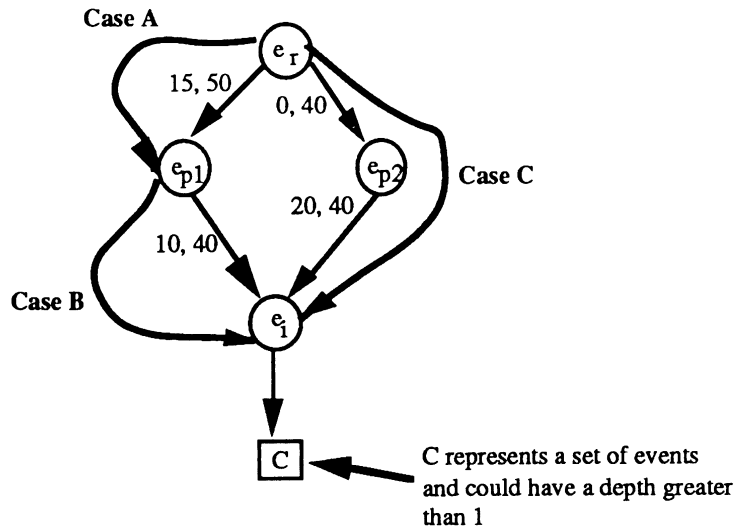 Case A
e r
15, 50
0, 40
e p1
e p2
Case C
20, 40
10, 40
Case B
e i
C
C represents a set of events
and could have a depth greater
than 1